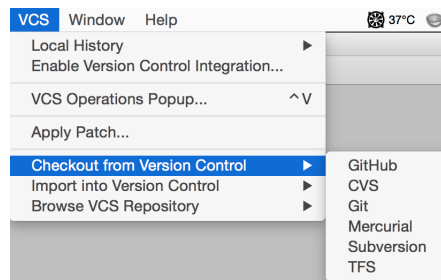 VCS Window Help 37°C
Local History ▶
Enable Version Control Integration...
VCS Operations Popup... ^V
Apply Patch...
Checkout from Version Control ▶
Import into Version Control ▶
Browse VCS Repository ▶
GitHub
CVS
Git
Mercurial
Subversion
TFS